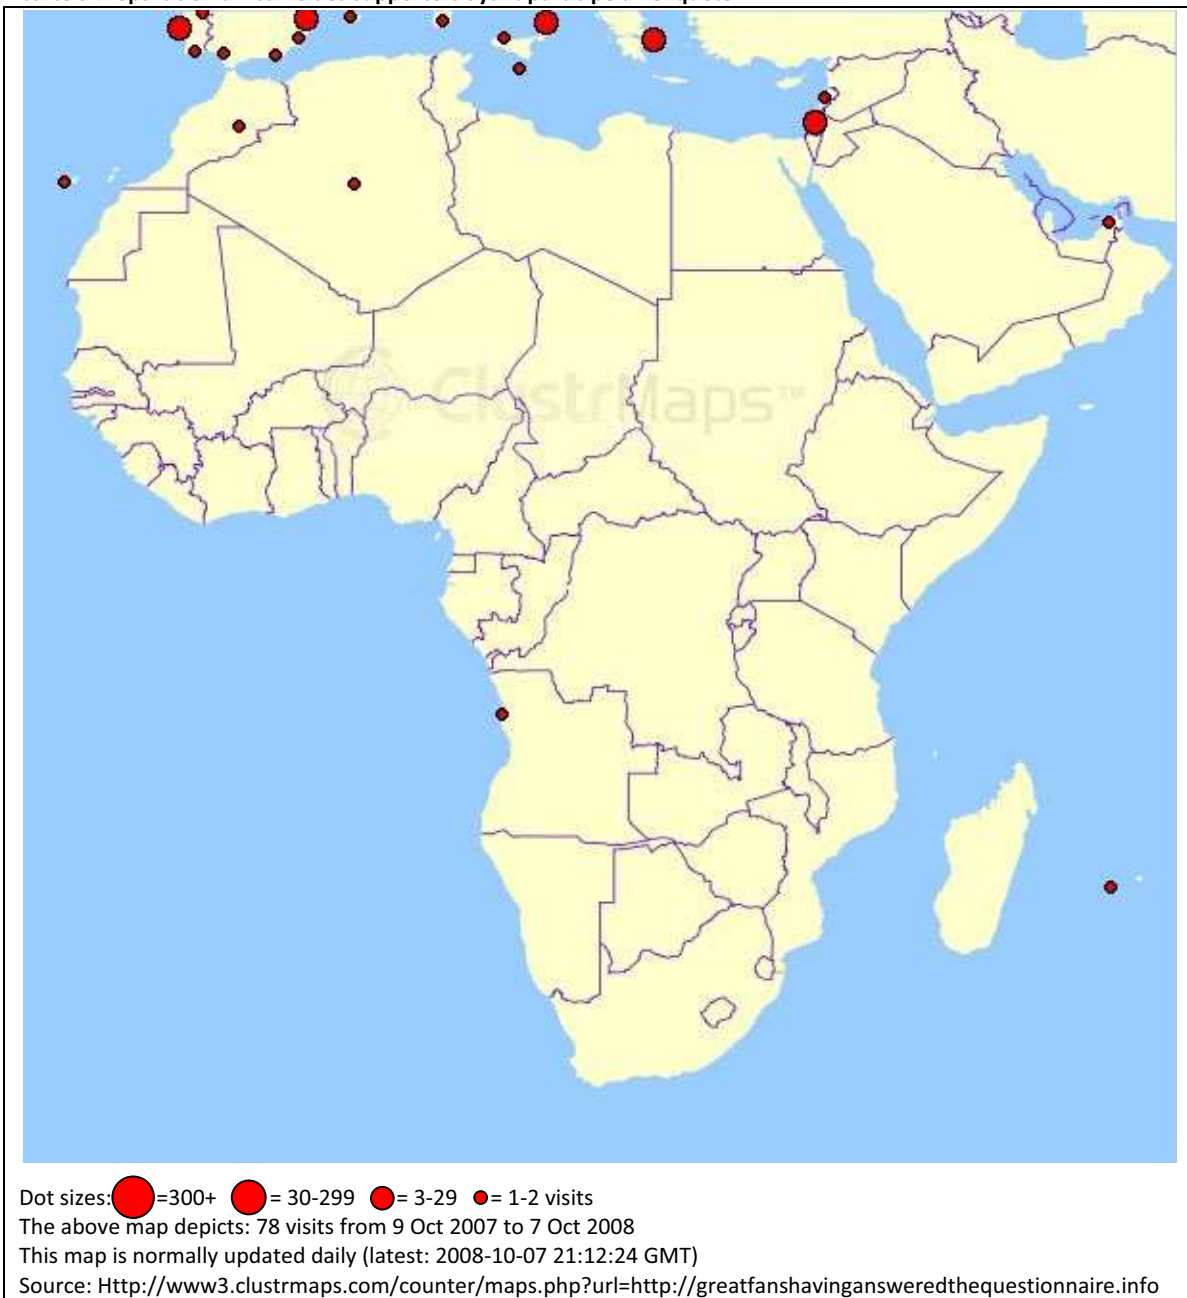 ClustrMaps™
Dot sizes: =300+ = 30-299 = 3-29 = 1-2 visits
The above map depicts: 78 visits from 9 Oct 2007 to 7 Oct 2008
This map is normally updated daily (latest: 2008-10-07 21:12:24 GMT)
Source: Http://www3.clustrmaps.com/counter/maps.php?url=http://greatfanshavingansweredthequestionnaire.info